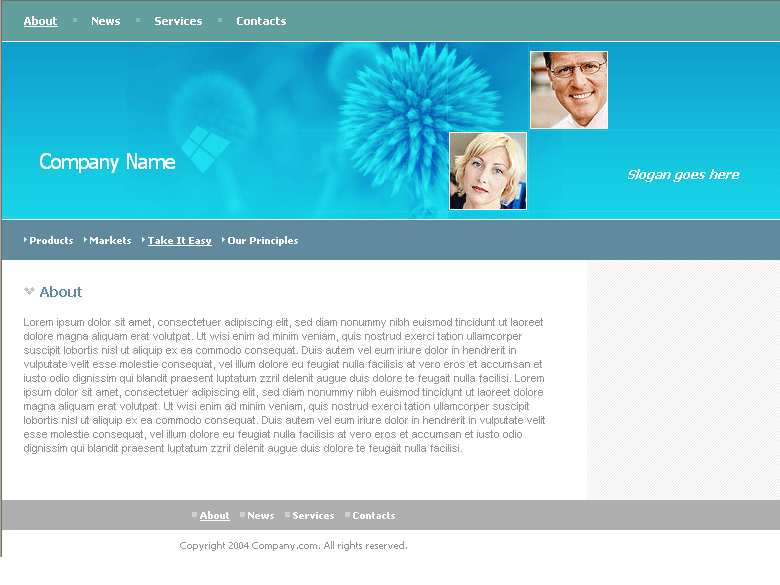 About News Services Contacts
Company Name
Slogan goes here
Products Markets Take It Easy Our Principles
About
Lorem ipsum dolor sit amet, consectetuer adipiscing elit, sed diam nonummy nibh euismod tincidunt ut laoreet
dolore magna aliquam erat volutpat. Ut wisi enim ad minim veniam, quis nostrud exerci tation ullamcorper
suscipit lobortis nisl ut aliquip ex ea commodo consequat. Duis autem vel eum iriure dolor in hendrerit in
vulputate velit esse molestie consequat, vel illum dolore eu feugiat nulla facilisis at vero eros et accumsan et
iusto odio dignissim qui blandit praesent luptatum zzril delenit augue duis dolore te feugait nulla facilisi. Lorem
ipsum dolor sit amet, consectetuer adipiscing elit, sed diam nonummy nibh euismod tincidunt ut laoreet dolore
magna aliquam erat volutpat. Ut wisi enim ad minim veniam, quis nostrud exerci tation ullamcorper suscipit
lobortis nisl ut aliquip ex ea commodo consequat. Duis autem vel eum iriure dolor in hendrerit in vulputate velit
esse molestie consequat, vel illum dolore eu feugiat nulla facilisis at vero eros et accumsan et iusto odio
dignissim qui blandit praesent luptatum zzril delenit augue duis dolore te feugait nulla facilisi.
About News Services Contacts
Copyright 2004 Company.com. All rights reserved.